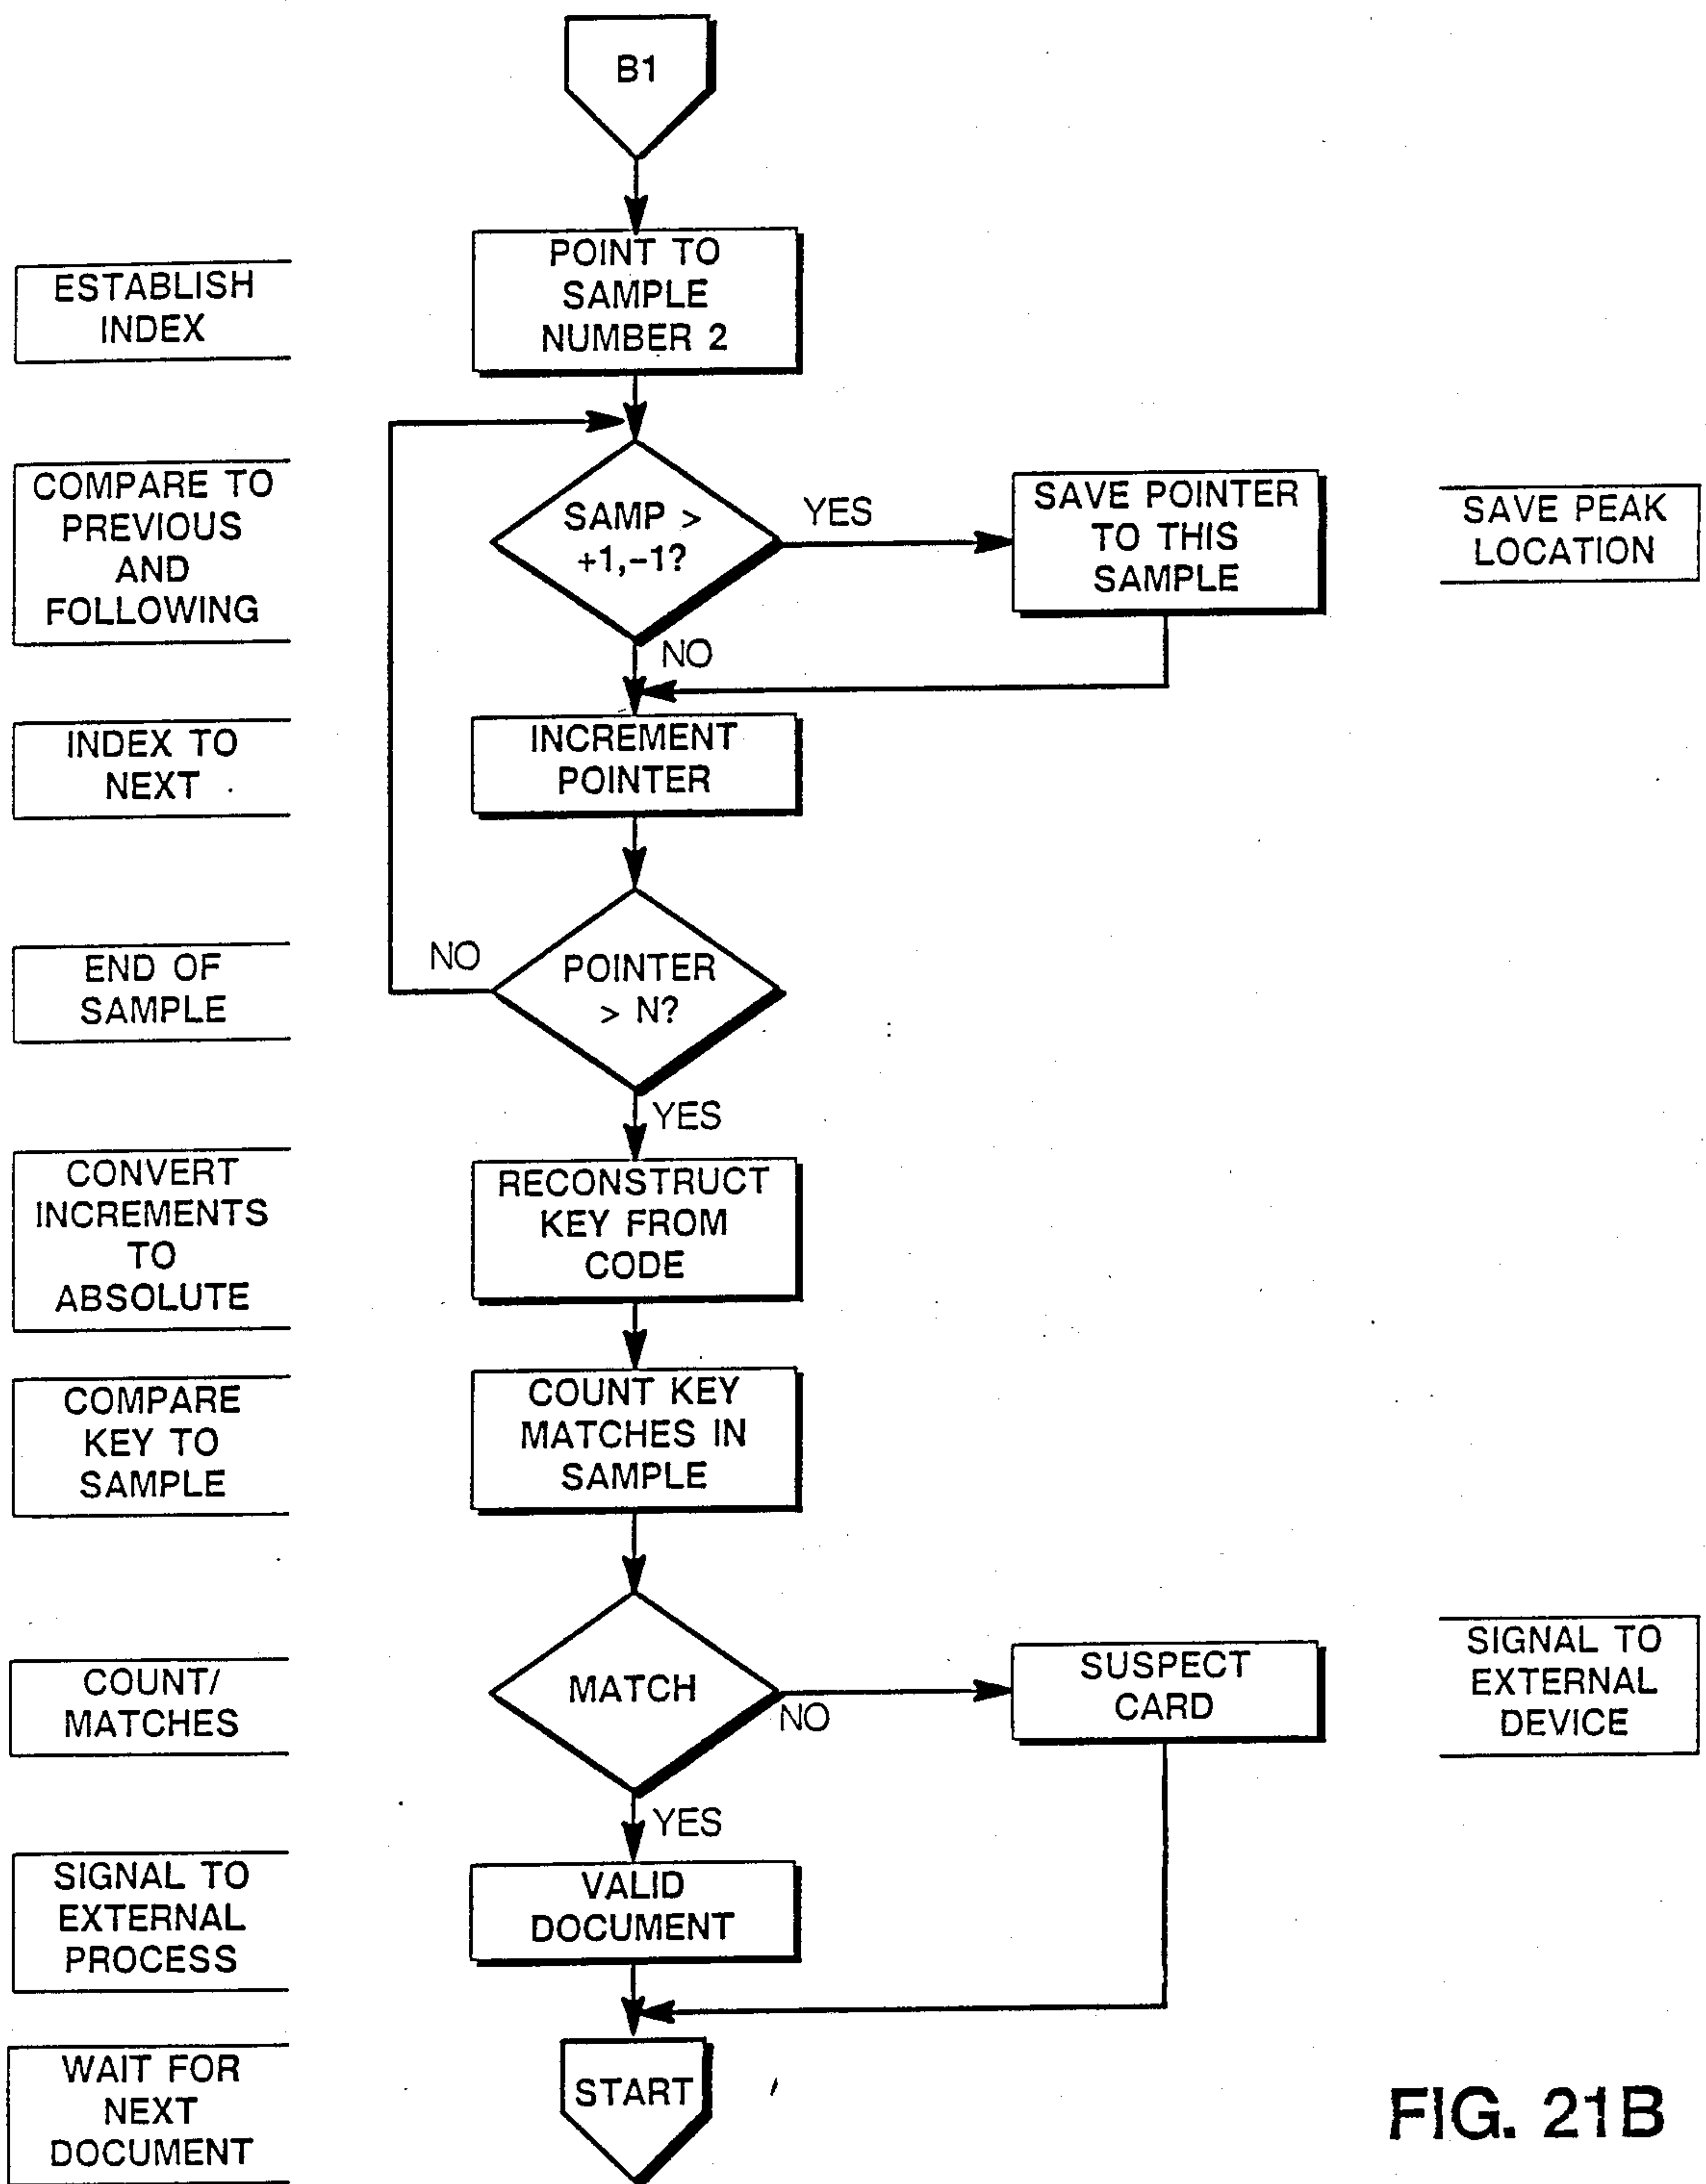 B1
ESTABLISH
INDEX
POINT TO
SAMPLE
NUMBER 2
COMPARE TO
PREVIOUS
AND
FOLLOWING
SAMP >
+1,–1?
YES
SAVE POINTER
TO THIS
SAMPLE
SAVE PEAK
LOCATION
NO
INDEX TO
NEXT
INCREMENT
POINTER
END OF
SAMPLE
NO
POINTER
> N?
YES
CONVERT
INCREMENTS
TO
ABSOLUTE
RECONSTRUCT
KEY FROM
CODE
COMPARE
KEY TO
SAMPLE
COUNT KEY
MATCHES IN
SAMPLE
COUNT/
MATCHES
MATCH
NO
SUSPECT
CARD
SIGNAL TO
EXTERNAL
DEVICE
YES
SIGNAL TO
EXTERNAL
PROCESS
VALID
DOCUMENT
WAIT FOR
NEXT
DOCUMENT
START
FIG. 21B